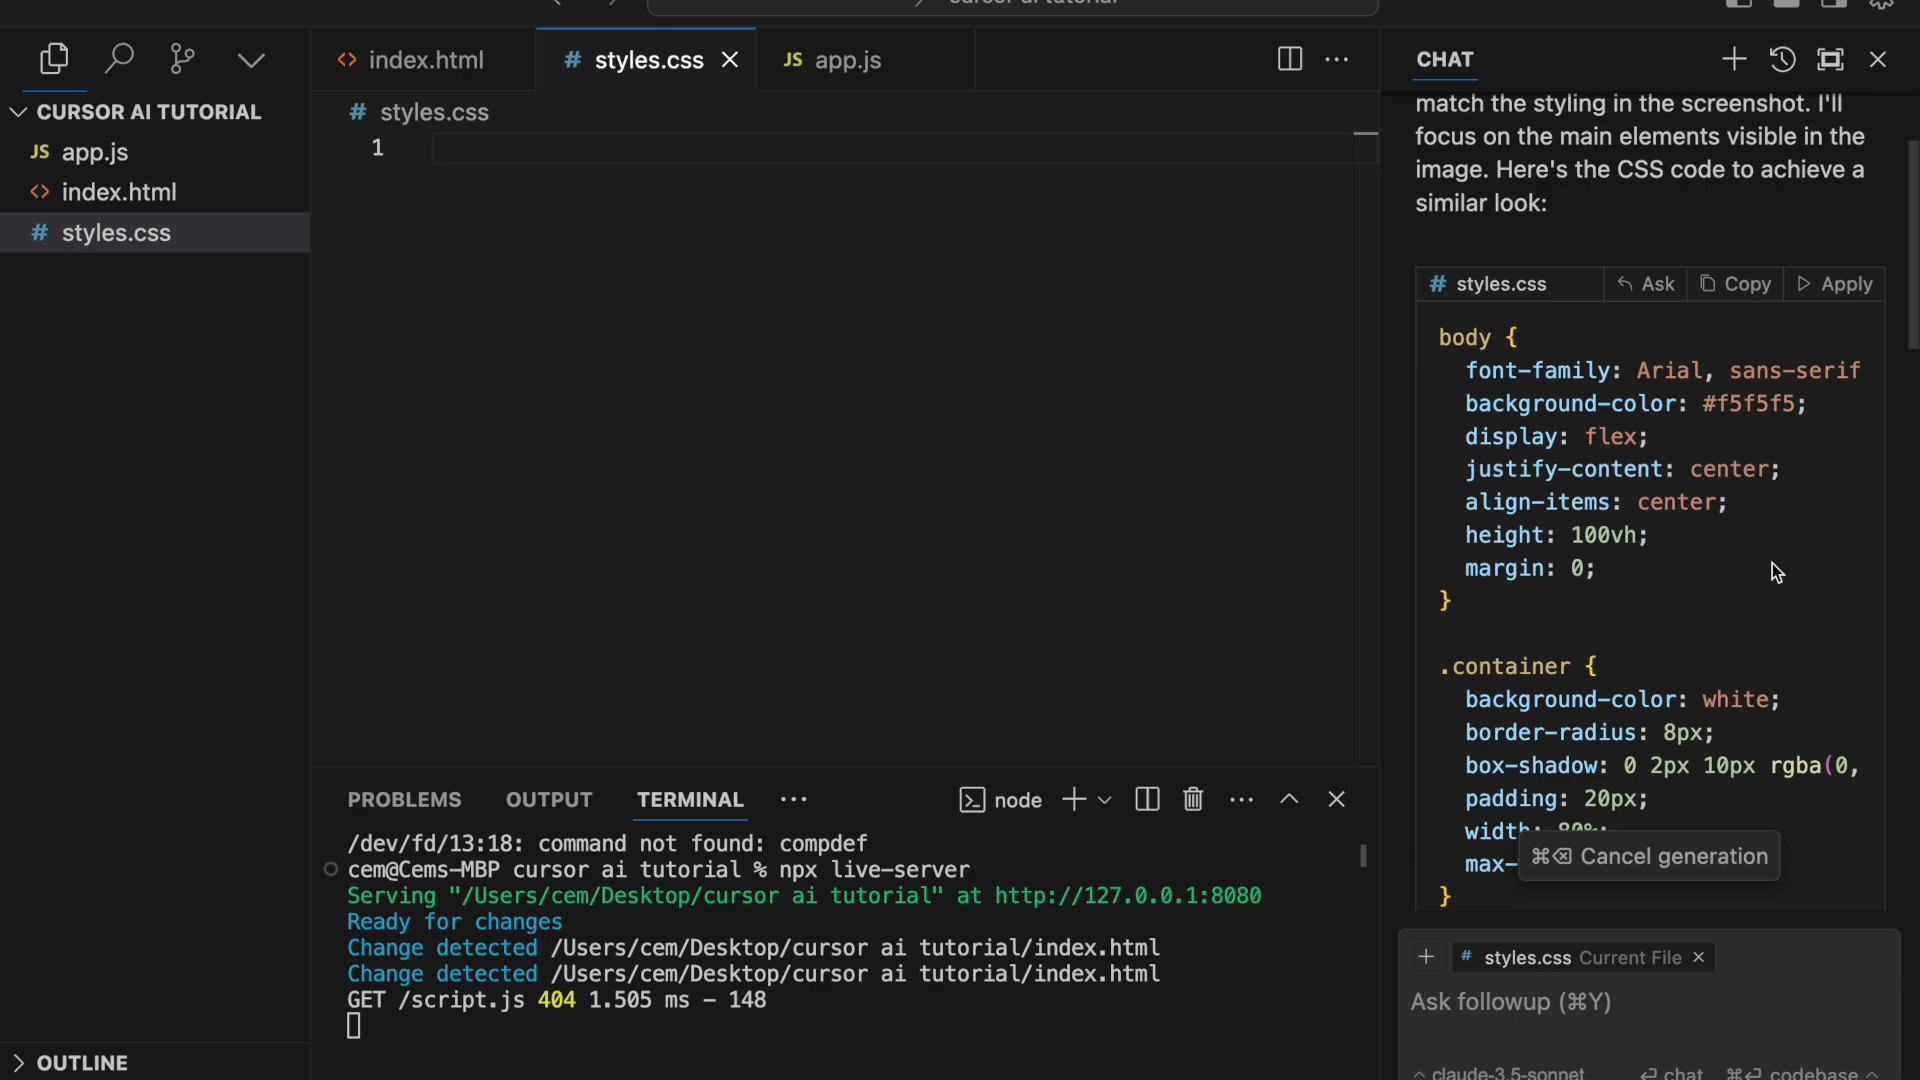 index.html
styles.css
JS app.js
CHAT
CURSOR AI TUTORIAL
JS app.js
index.html
# styles.css
# styles.css
1
match the styling in the screenshot. I'll
focus on the main elements visible in the
image. Here's the CSS code to achieve a
similar look:
# styles.css
Ask
Copy
Apply
body {
font-family: Arial, sans-serif
background-color: #f5f5f5;
display: flex;
justify-content: center;
align-items: center;
height: 100vh;
margin: 0;
}
.container {
background-color: white;
border-radius: 8px;
box-shadow: 0 2px 10px rgba(0,
padding: 20px;
width: 80%;
max-
}
⌘⌫ Cancel generation
PROBLEMS
OUTPUT
TERMINAL
node
/dev/fd/13:18: command not found: compdef
cem@Cems-MBP cursor ai tutorial % npx live-server
Serving "/Users/cem/Desktop/cursor ai tutorial" at http://127.0.0.1:8080
Ready for changes
Change detected /Users/cem/Desktop/cursor ai tutorial/index.html
Change detected /Users/cem/Desktop/cursor ai tutorial/index.html
GET /script.js 404 1.505 ms - 148
# styles.css Current File
Ask followup (⌘Y)
claude-3.5-sonnet
chat
codebase
OUTLINE